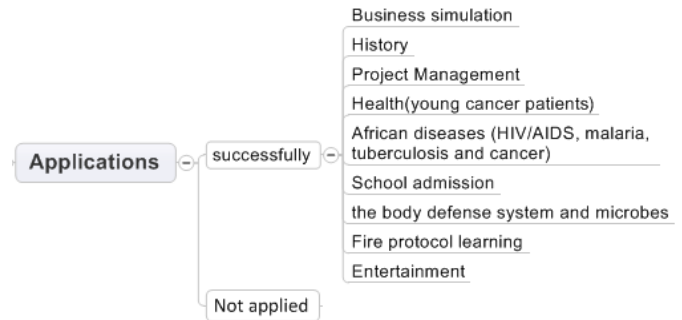 Business simulation
History
Project Management
Health(young cancer patients)
African diseases (HIV/AIDS, malaria,
tuberculosis and cancer)
School admission
the body defense system and microbes
Fire protocol learning
Entertainment
Applications
successfully
Not applied